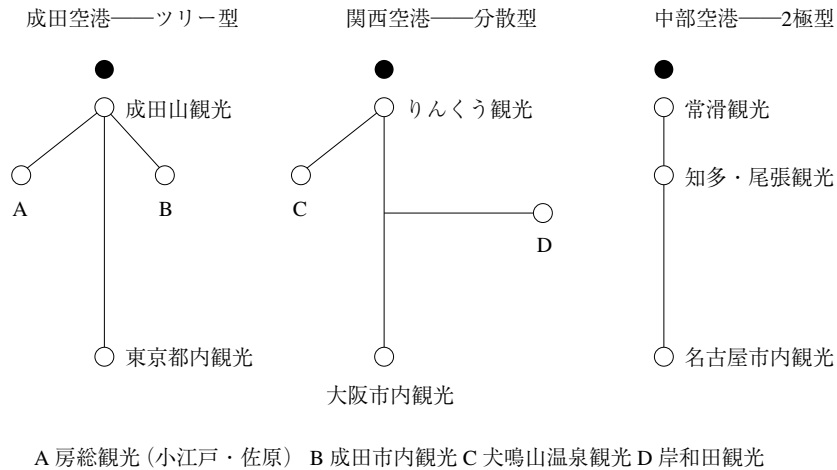 成田空港――ツリー型
関西空港――分散型
中部空港――2極型
成田山観光
りんくう観光
常滑観光
知多・尾張観光
A
B
C
D
東京都内観光
大阪市内観光
名古屋市内観光
A 房総観光（小江戸・佐原） B 成田市内観光 C 犬鳴山温泉観光 D 岸和田観光